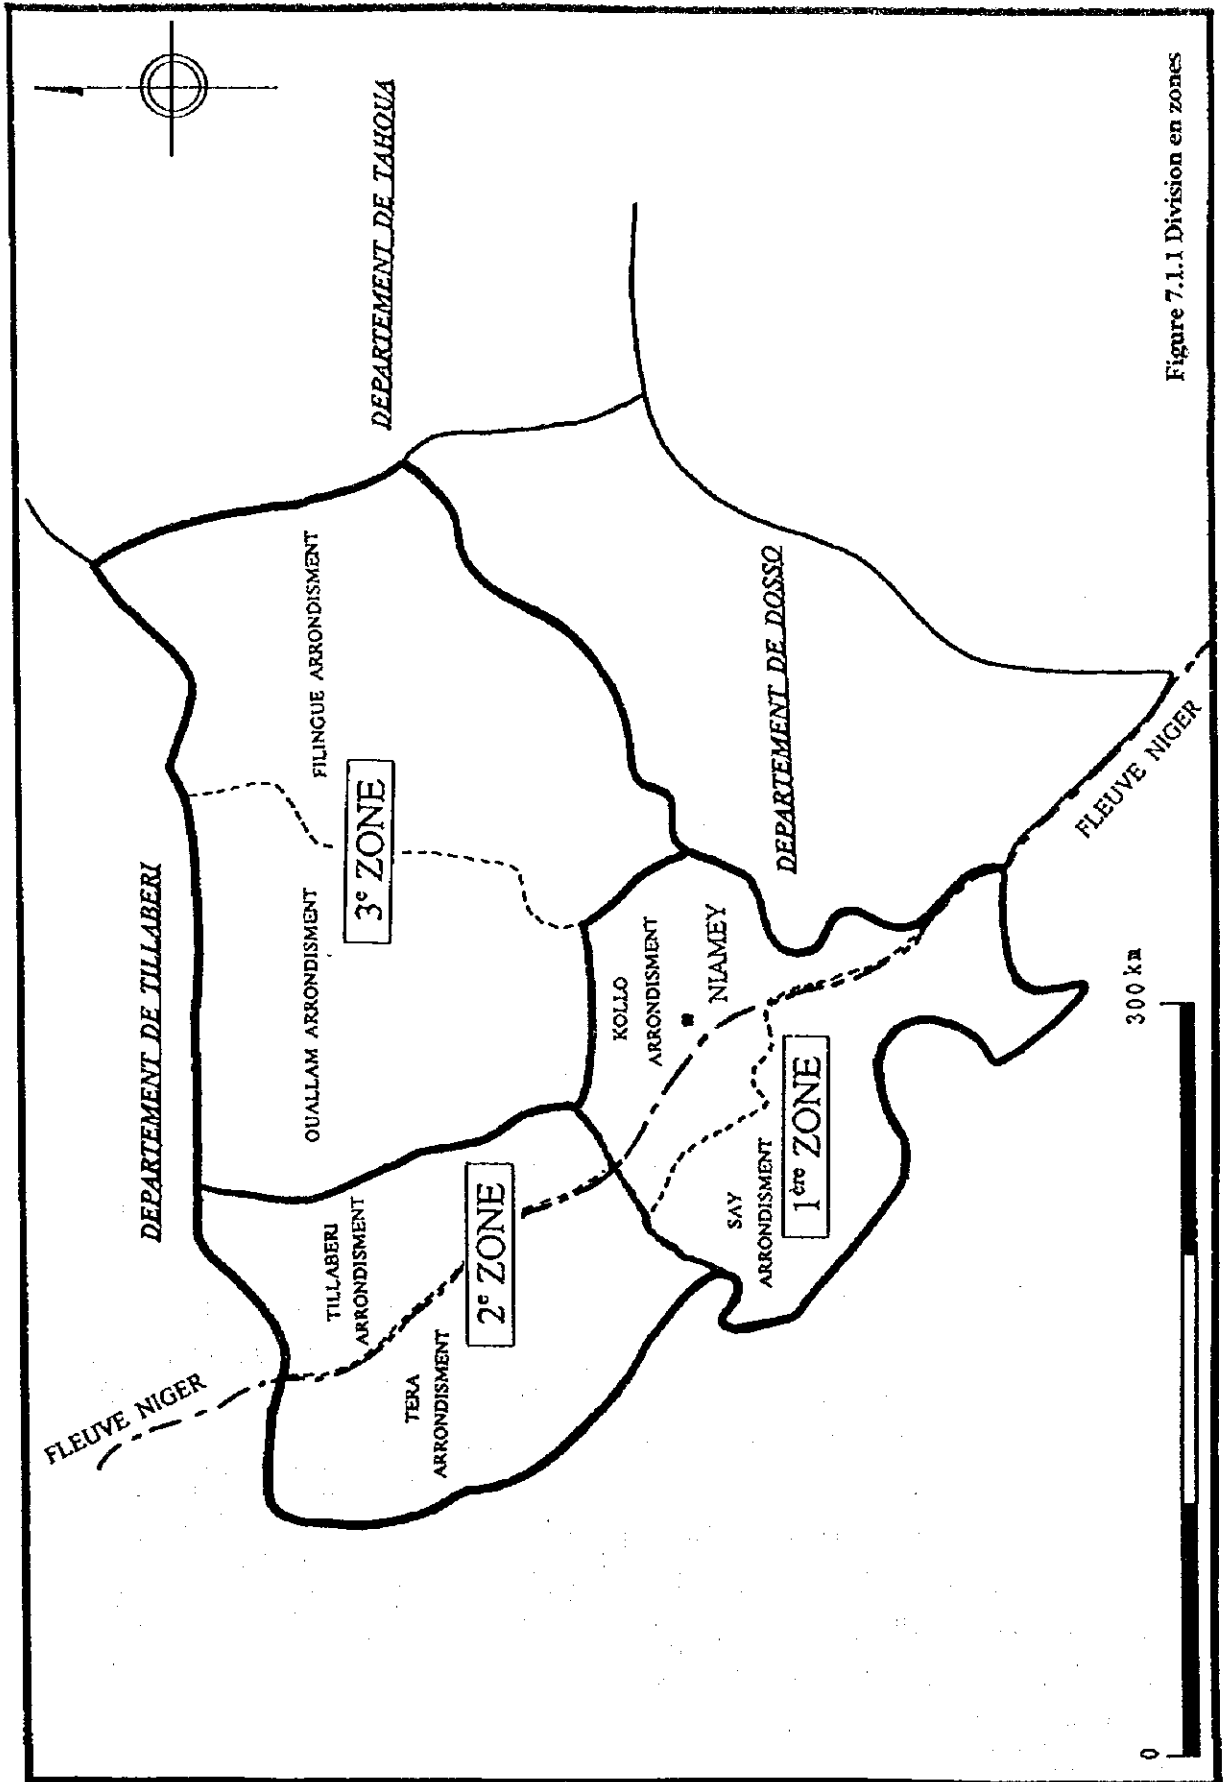 DEPARTEMENT DE TAHOUA
DEPARTEMENT DE TILLABERI
FILINGUE ARRONDISMENT
3e ZONE
OUALLAM ARRONDISMENT
FLEUVE NIGER
TILLABERI
ARRONDISMENT
TERA
ARRONDISMENT
2e ZONE
KOLLO
ARRONDISMENT
NIAMEY
SAY
ARRONDISMENT
1ère ZONE
DEPARTEMENT DE DOSSO
FLEUVE NIGER
0
300 km
Figure 7.1.1 Division en zones